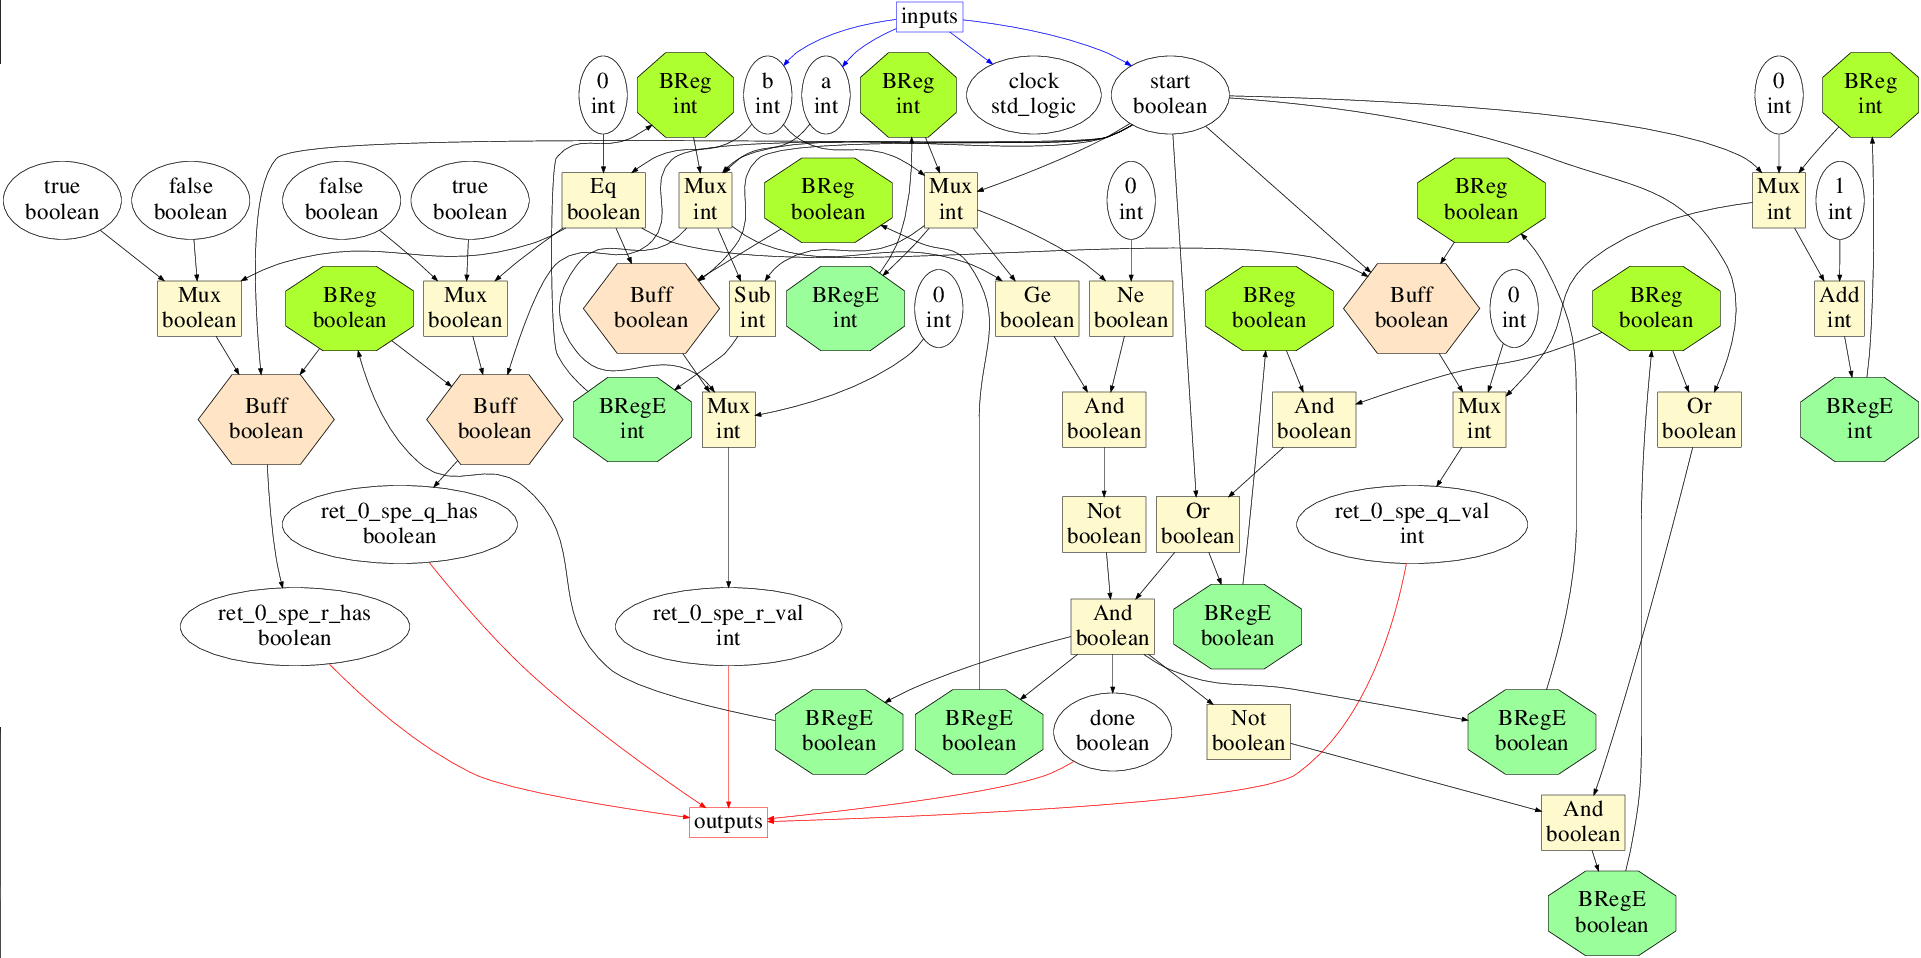 inputs
0
int
BReg
int
b
int
a
int
BReg
int
clock
std_logic
start
boolean
0
int
BReg
int
true
boolean
false
boolean
false
boolean
true
boolean
Eq
boolean
Mux
int
BReg
boolean
Mux
int
0
int
BReg
boolean
Mux
int
1
int
Mux
boolean
BReg
boolean
Mux
boolean
Buff
boolean
Sub
int
BRegE
int
0
int
Ge
boolean
Ne
boolean
BReg
boolean
Buff
boolean
0
int
BReg
boolean
Add
int
Buff
boolean
Buff
boolean
BRegE
int
Mux
int
And
boolean
And
boolean
Mux
int
Or
boolean
BRegE
int
ret_0_spe_q_has
boolean
Not
boolean
Or
boolean
ret_0_spe_q_val
int
ret_0_spe_r_has
boolean
ret_0_spe_r_val
int
And
boolean
BRegE
boolean
BRegE
boolean
BRegE
boolean
done
boolean
Not
boolean
BRegE
boolean
outputs
And
boolean
BRegE
boolean